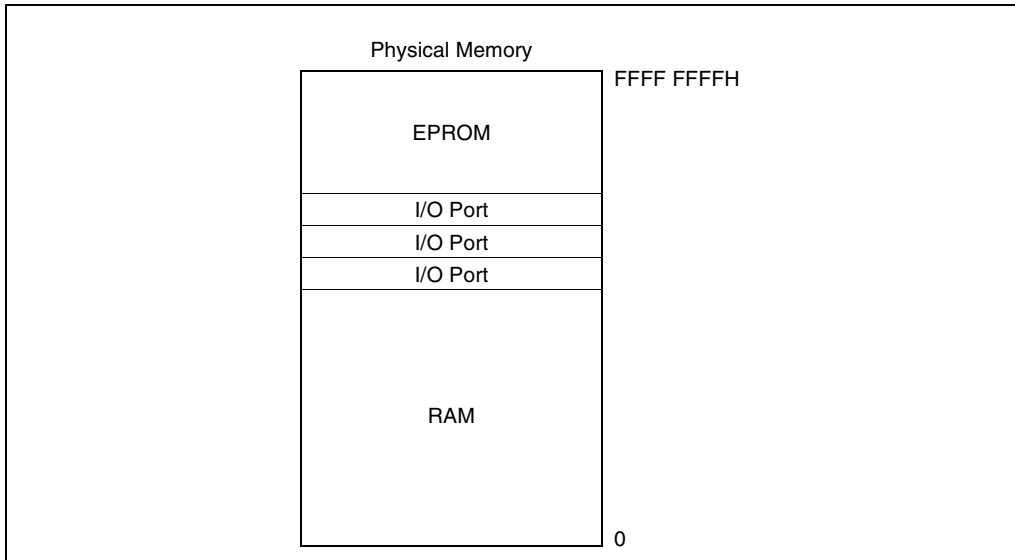 Physical Memory
FFFF FFFFH
EPROM
I/O Port
I/O Port
I/O Port
RAM
0